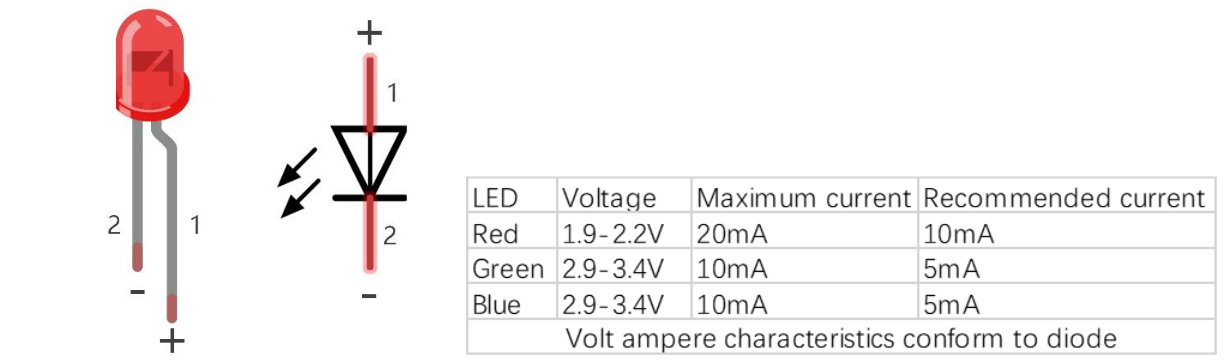 +
1
2
-
2
1
-
+
LED Voltage Maximum current Recommended current
Red 1.9-2.2V 20mA 10mA
Green 2.9-3.4V 10mA 5mA
Blue 2.9-3.4V 10mA 5mA
Volt ampere characteristics conform to diode